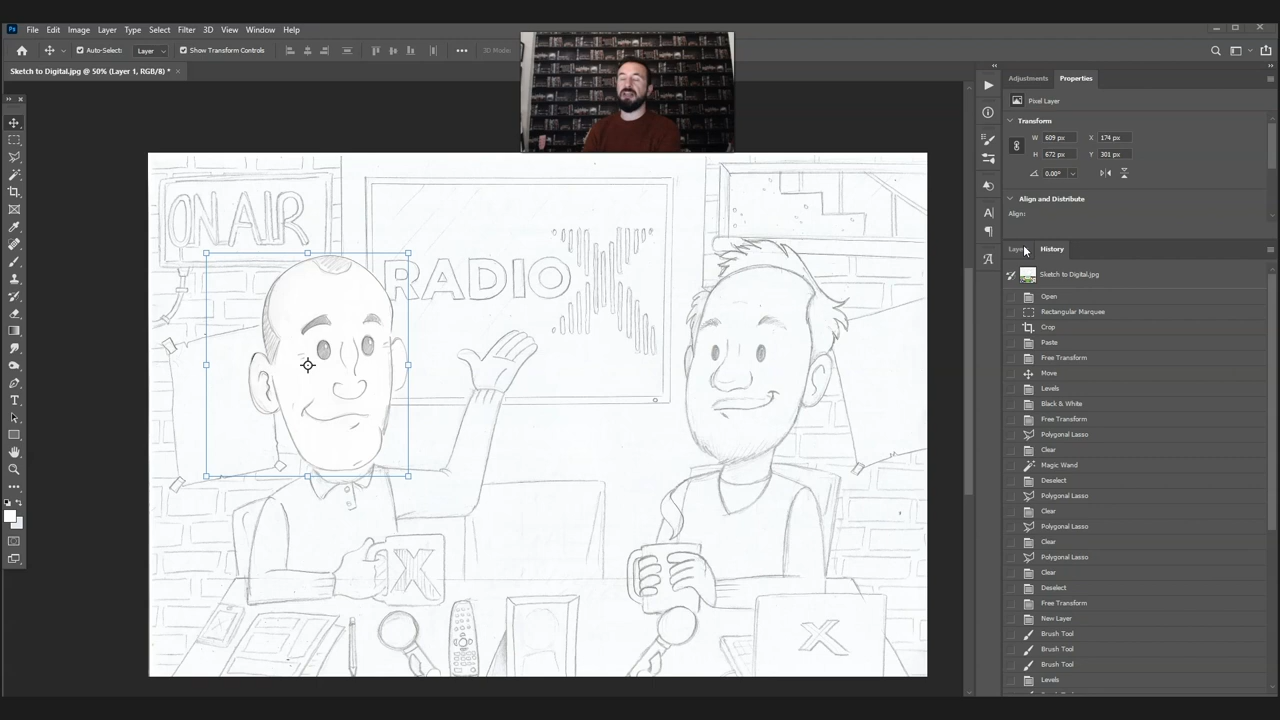 Ps File Edit Image Layer Type Select Filter 3D View Window Help
Auto-Select: Layer Show Transform Controls 3D Mode:
Sketch to Digital.jpg @ 50% (Layer 1, RGB/8) * ×
Adjustments Properties
Pixel Layer
Transform
W 609 px X 174 px
H 672 px Y 301 px
0.00°
Align and Distribute
Align:
History
Sketch to Digital.jpg
Open
Rectangular Marquee
Crop
Paste
Free Transform
Move
Levels
Black & White
Free Transform
Polygonal Lasso
Clear
Magic Wand
Deselect
Polygonal Lasso
Clear
Polygonal Lasso
Clear
Polygonal Lasso
Clear
Deselect
Free Transform
New Layer
Brush Tool
Brush Tool
Brush Tool
Levels
ON AIR
RADIO X
X
X